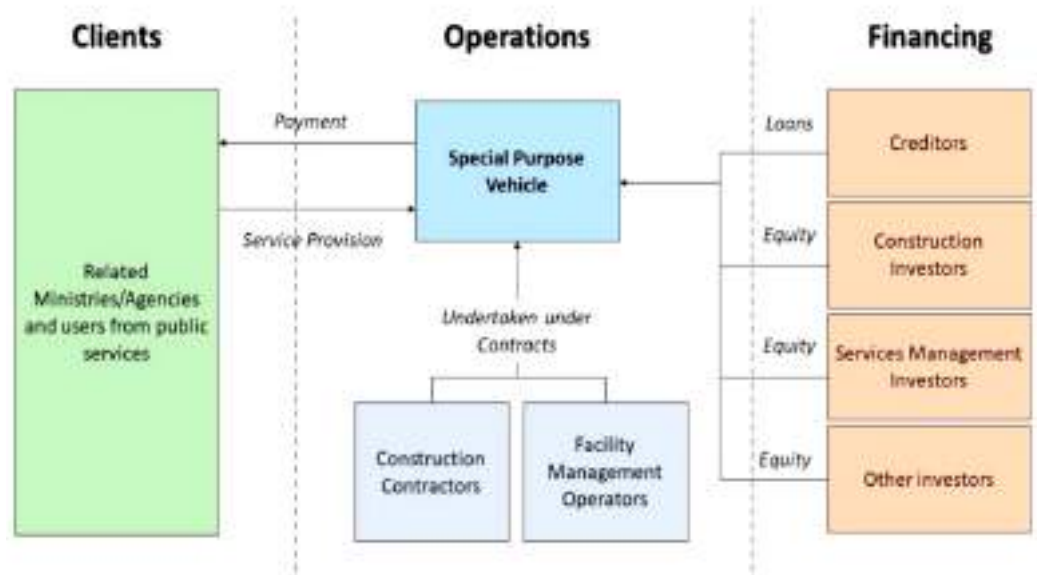 Clients
Operations
Financing
Payment
Service Provision
Related
Ministries/Agencies
and users from public
services
Special Purpose
Vehicle
Undertaken under
Contracts
Construction
Contractors
Facility
Management
Operators
Loans
Creditors
Equity
Construction
Investors
Equity
Services Management
Investors
Equity
Other investors